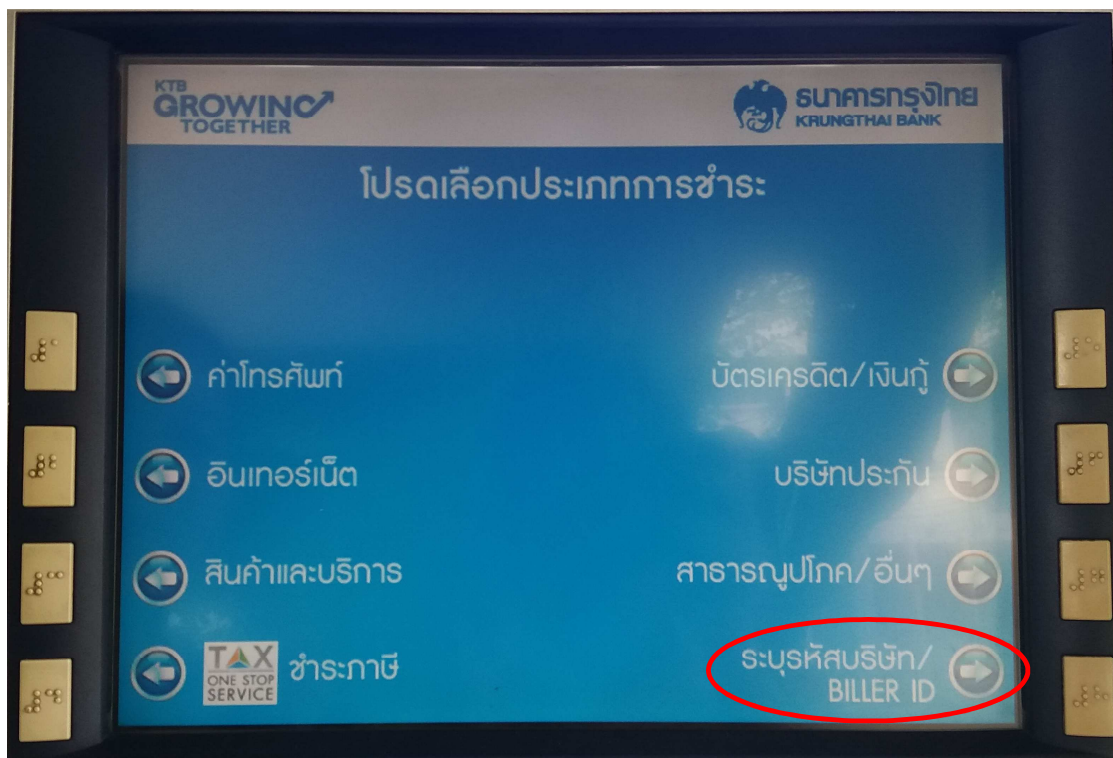 KTB
GROWING
TOGETHER
ธนาคารกรุงไทย
KRUNGTHAI BANK
โปรดเลือกประเภทการชำระ
ค่าโทรศัพท์
บัตรเครดิต/เงินกู้
อินเทอร์เน็ต
บริษัทประกัน
สินค้าและบริการ
สาธารณูปโภค/อื่นๆ
TAX
ONE STOP
SERVICE
ชำระภาษี
ระบุรหัสบริษัท/
BILLER ID